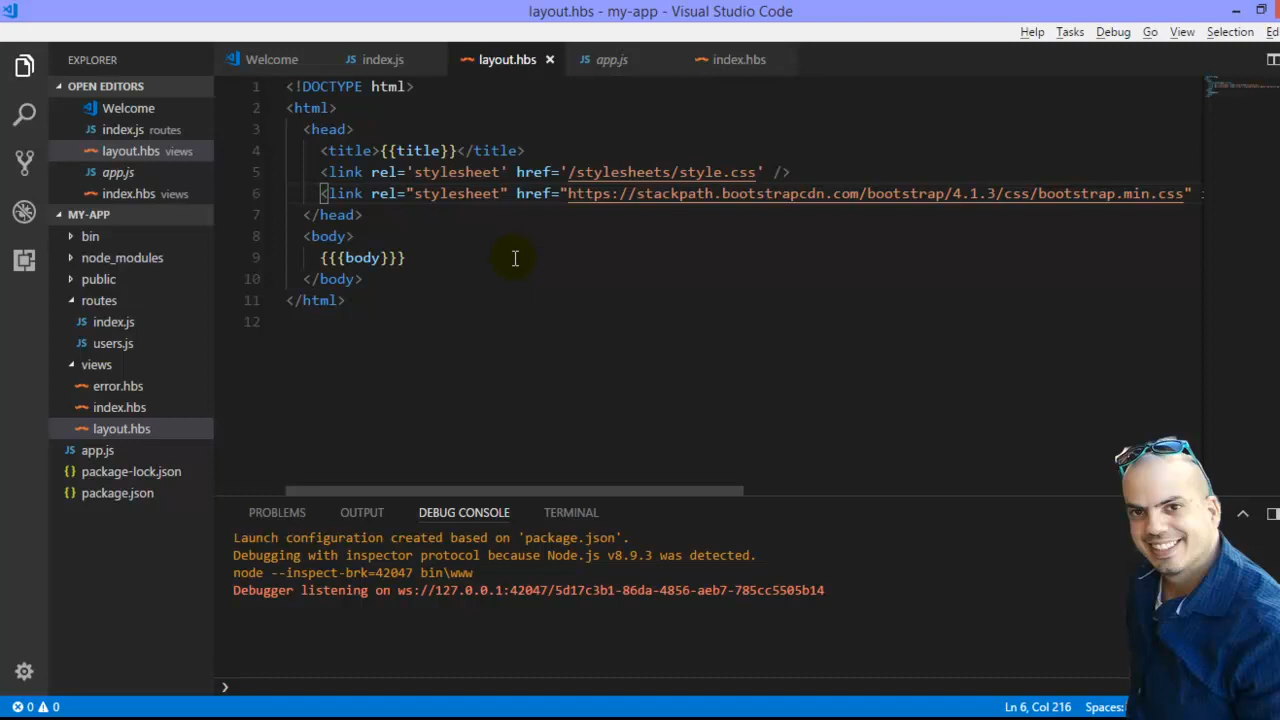 layout.hbs - my-app - Visual Studio Code
Help Tasks Debug Go View Selection Ed
EXPLORER
OPEN EDITORS
Welcome
index.js routes
layout.hbs views
app.js
index.hbs views
MY-APP
bin
node_modules
public
routes
index.js
users.js
views
error.hbs
index.hbs
layout.hbs
app.js
{} package-lock.json
{} package.json
Welcome index.js layout.hbs × app.js index.hbs
1 <!DOCTYPE html>
2 <html>
3 <head>
4 <title>{{title}}</title>
5 <link rel='stylesheet' href='/stylesheets/style.css' />
6 <link rel="stylesheet" href="https://stackpath.bootstrapcdn.com/bootstrap/4.1.3/css/bootstrap.min.css"
7 </head>
8 <body>
9 {{{body}}}
10 </body>
11 </html>
12
PROBLEMS OUTPUT DEBUG CONSOLE TERMINAL
Launch configuration created based on 'package.json'.
Debugging with inspector protocol because Node.js v8.9.3 was detected.
node --inspect-brk=42047 bin\www
Debugger listening on ws://127.0.0.1:42047/5d17c3b1-86da-4856-aeb7-785cc5505b14
0 0
Ln 6, Col 216 Spaces: